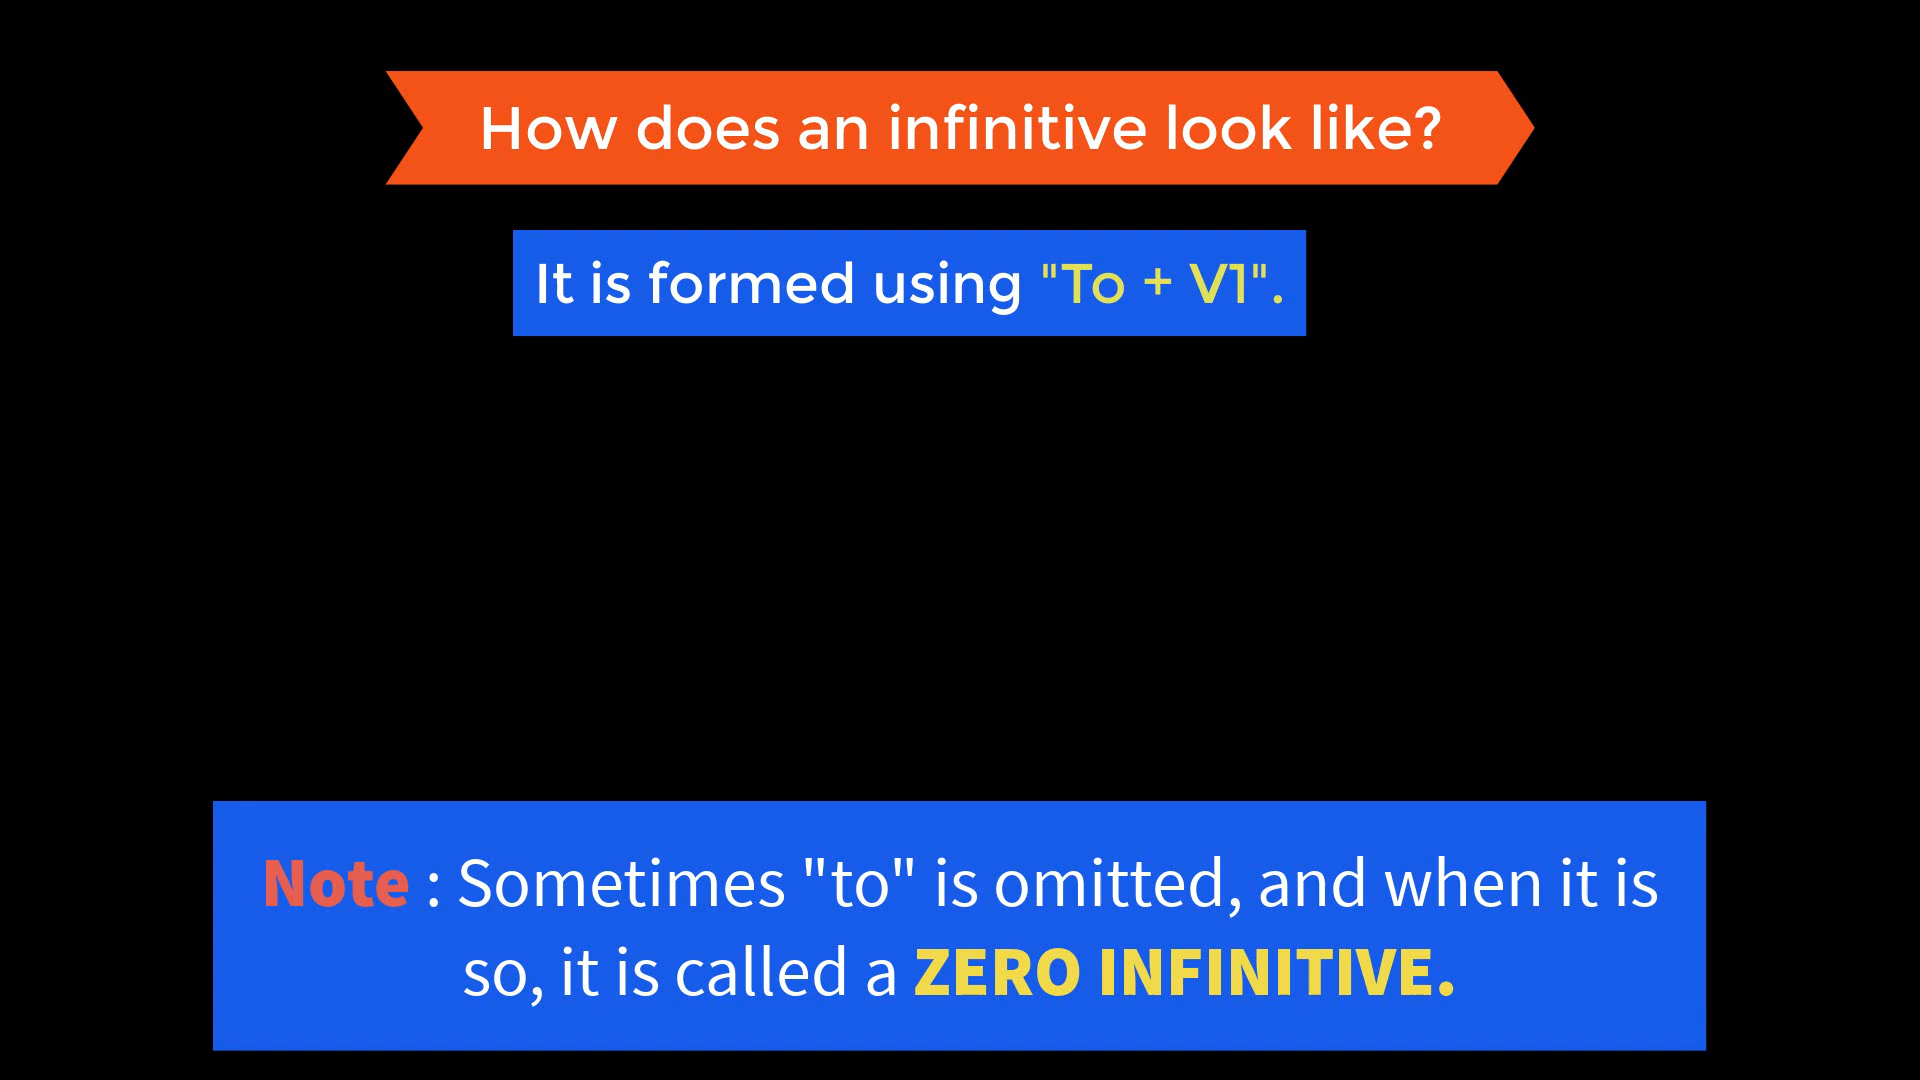 How does an infinitive look like?
It is formed using "To + V1".
Note : Sometimes "to" is omitted, and when it is
so, it is called a ZERO INFINITIVE.